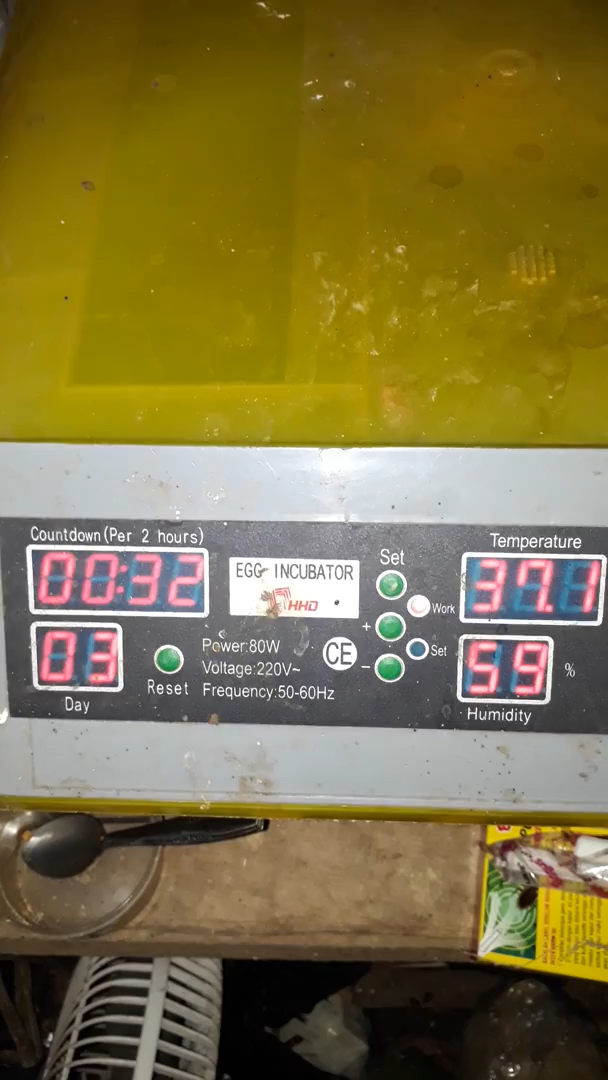 Countdown(Per 2 hours)
00:32
03
Day
Reset
EGG INCUBATOR
HHD
Power:80W
Voltage:220V~
Frequency:50-60Hz
CE
Set
+
-
Work
Set
Temperature
37.1
59 %
Humidity